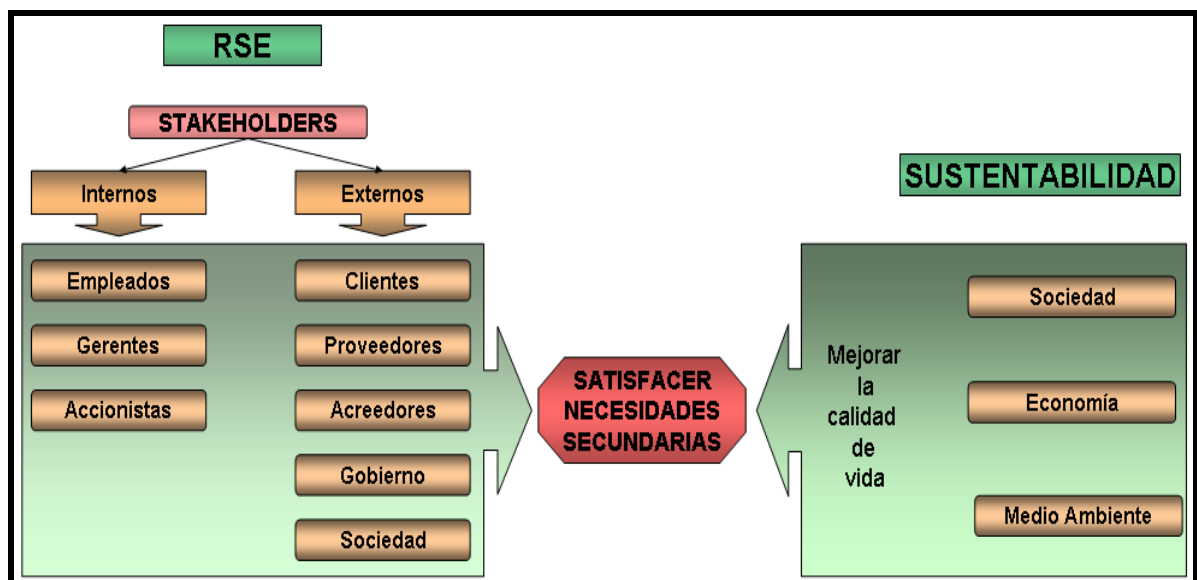 RSE
STAKEHOLDERS
Internos
Externos
Empleados
Gerentes
Accionistas
Clientes
Proveedores
Acreedores
Gobierno
Sociedad
SATISFACER
NECESIDADES
SECUNDARIAS
SUSTENTABILIDAD
Mejorar
la
calidad
de
vida
Sociedad
Economía
Medio Ambiente